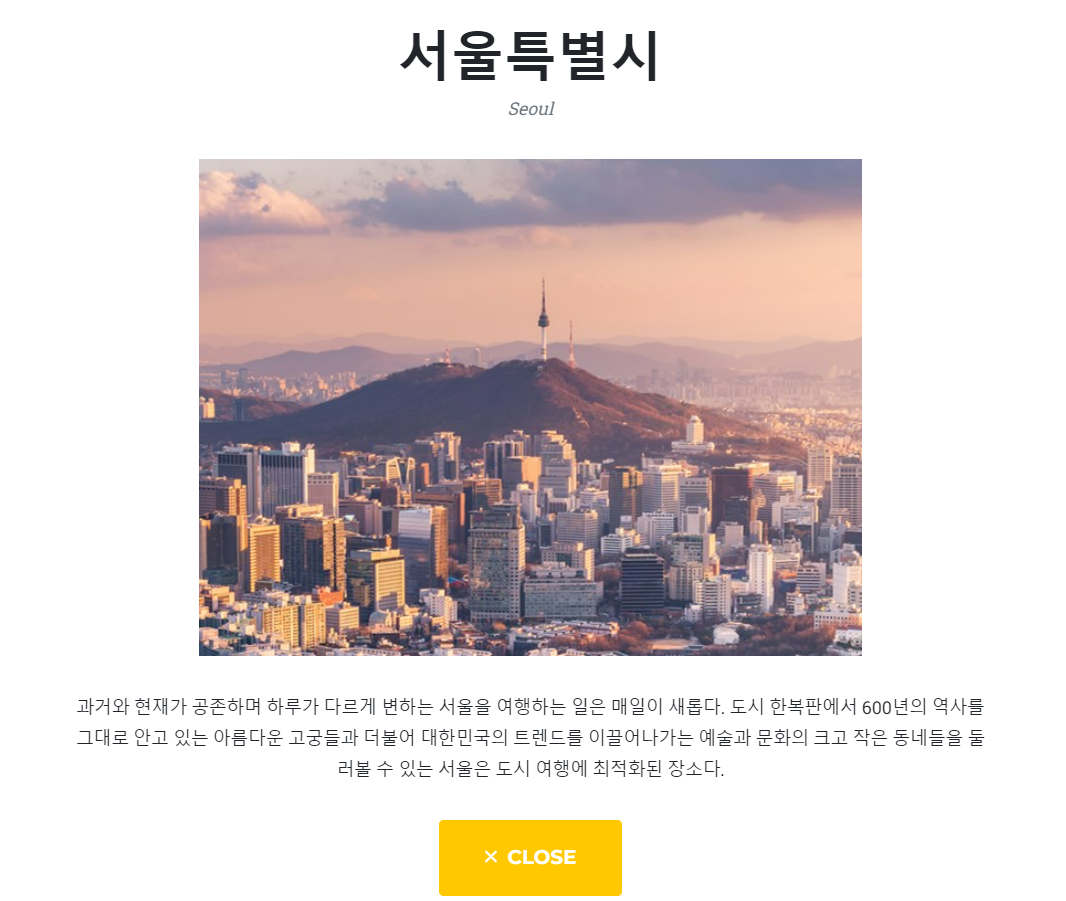 서울특별시
Seoul
과거와 현재가 공존하며 하루가 다르게 변하는 서울을 여행하는 일은 매일이 새롭다. 도시 한복판에서 600년의 역사를
그대로 안고 있는 아름다운 고궁들과 더불어 대한민국의 트렌드를 이끌어나가는 예술과 문화의 크고 작은 동네들을 둘
러볼 수 있는 서울은 도시 여행에 최적화된 장소다.
× CLOSE